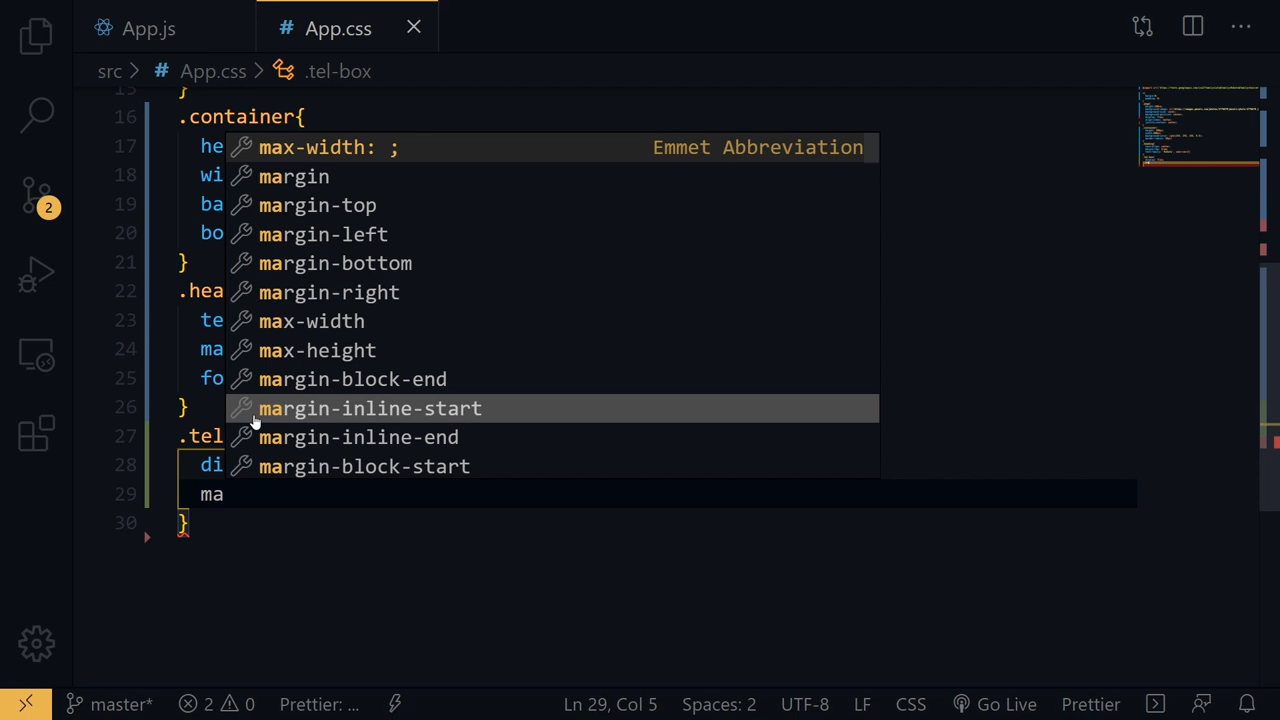 App.js
# App.css
src > # App.css > .tel-box
15 }
16 .container{
17 he
18 wi
19 ba
20 bo
21 }
22 .hea
23 te
24 ma
25 fo
26 }
27 .tel
28 di
29 ma
30 }
max-width: ; Emmet Abbreviation
margin
margin-top
margin-left
margin-bottom
margin-right
max-width
max-height
margin-block-end
margin-inline-start
margin-inline-end
margin-block-start
2
master* 2 0 Prettier: ... Ln 29, Col 5 Spaces: 2 UTF-8 LF CSS Go Live Prettier